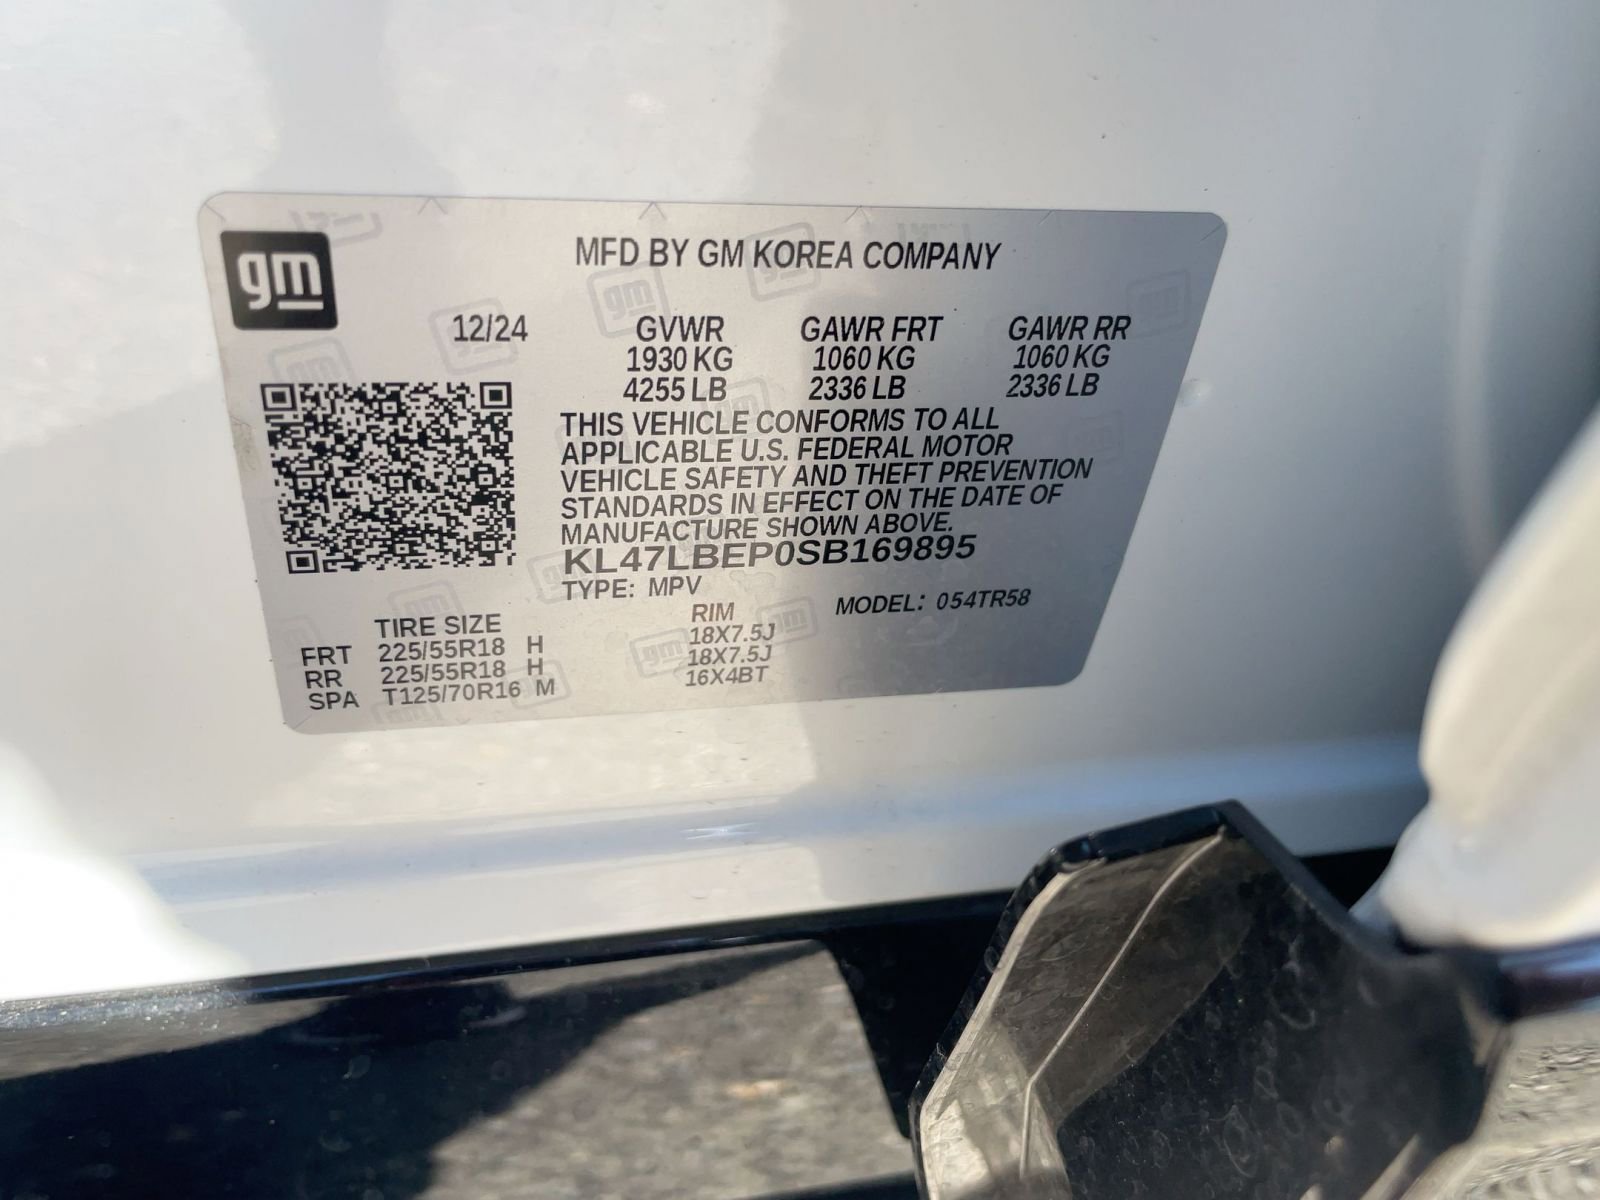 gm
MFD BY GM KOREA COMPANY
12/24 GVWR GAWR FRT GAWR RR
1930 KG 1060 KG 1060 KG
4255 LB 2336 LB 2336 LB
THIS VEHICLE CONFORMS TO ALL
APPLICABLE U.S. FEDERAL MOTOR
VEHICLE SAFETY AND THEFT PREVENTION
STANDARDS IN EFFECT ON THE DATE OF
MANUFACTURE SHOWN ABOVE.
KL47LBEP0SB169895
TYPE: MPV MODEL: 054TR58
TIRE SIZE RIM
FRT 225/55R18 H 18X7.5J
RR 225/55R18 H 18X7.5J
SPA T125/70R16 M 16X4BT